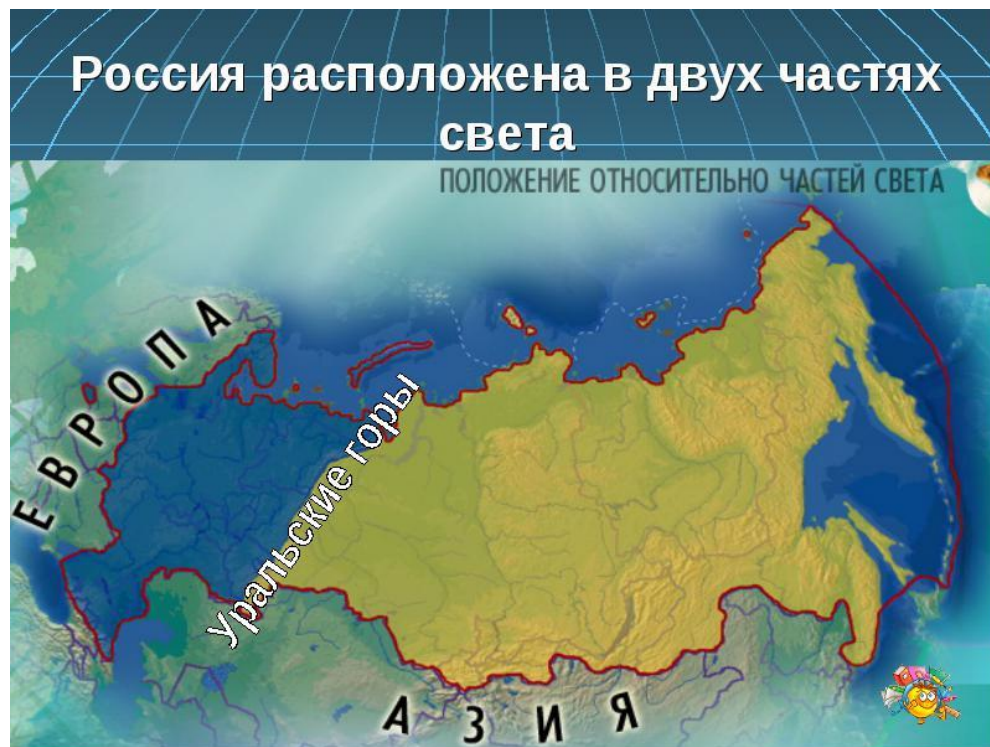 Россия расположена в двух частях
света
ПОЛОЖЕНИЕ ОТНОСИТЕЛЬНО ЧАСТЕЙ СВЕТА
ЕВРОПА
Уральские горы
АЗИЯ